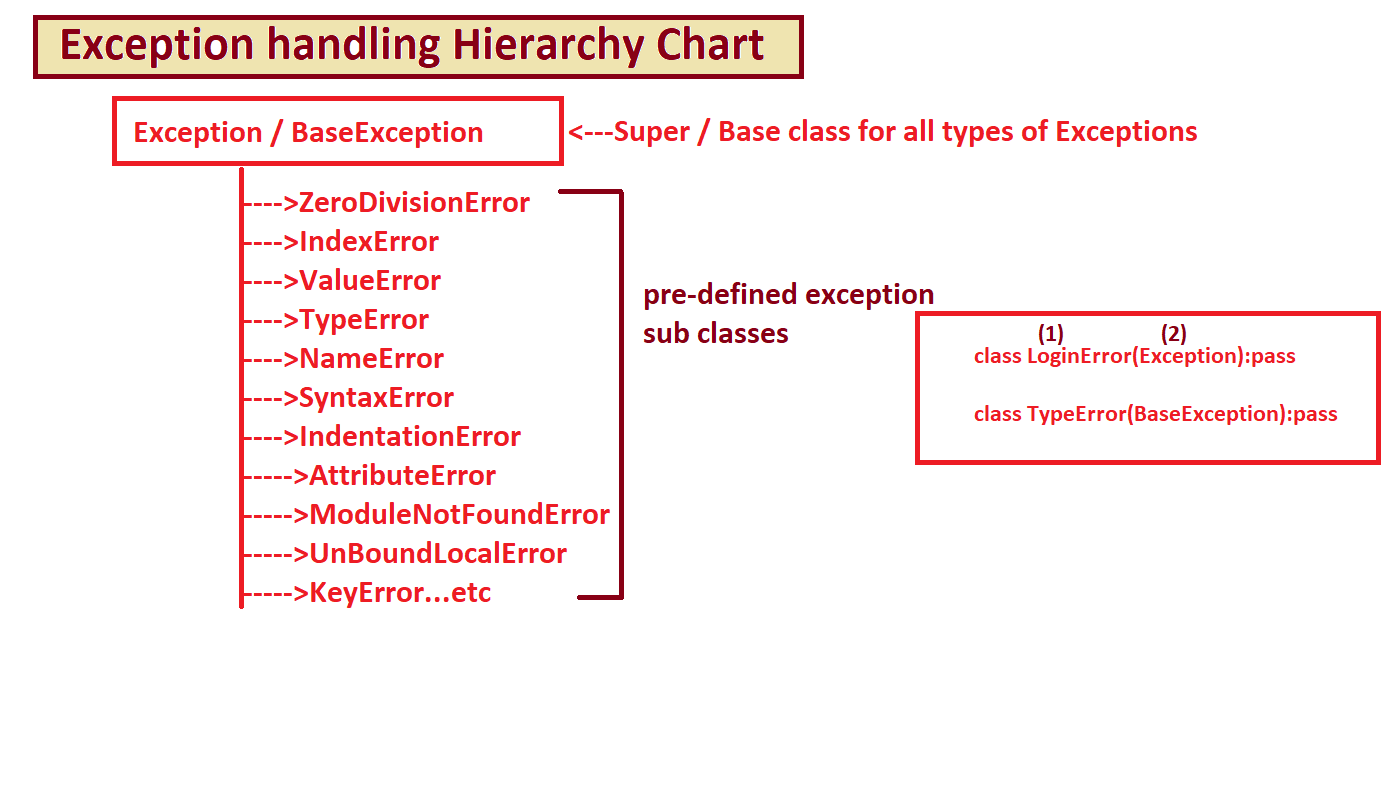 Exception handling Hierarchy Chart
Exception / BaseException <---Super / Base class for all types of Exceptions
---->ZeroDivisionError
---->IndexError
---->ValueError
---->TypeError
---->NameError
---->SyntaxError
---->IndentationError
---->AttributeError
----->ModuleNotFoundError
----->UnBoundLocalError
----->KeyError...etc
pre-defined exception
sub classes
(1) (2)
class LoginError(Exception):pass
class TypeError(BaseException):pass